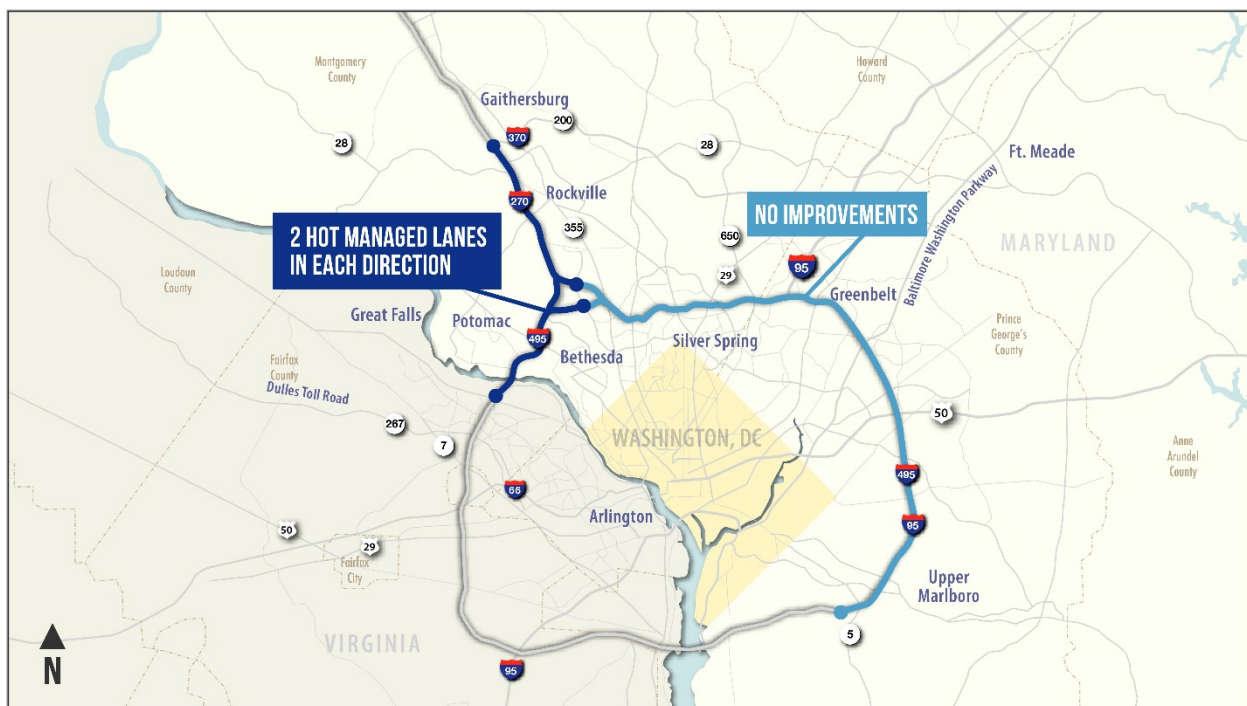 Montgomery
County
Howard
County
Gaithersburg
370
200
28
28
Ft. Meade
Rockville
270
NO IMPROVEMENTS
355
650
2 HOT MANAGED LANES
IN EACH DIRECTION
29
95
Baltimore Washington Parkway
MARYLAND
Loudoun
County
Great Falls
Potomac
Greenbelt
495
Silver Spring
Prince
George's
County
Bethesda
Fairfax
County
Dulles Toll Road
267
7
50
WASHINGTON, DC
Anne
Arundel
County
66
495
Arlington
95
50
29
Fairfax
City
Upper
Marlboro
5
VIRGINIA
N
95